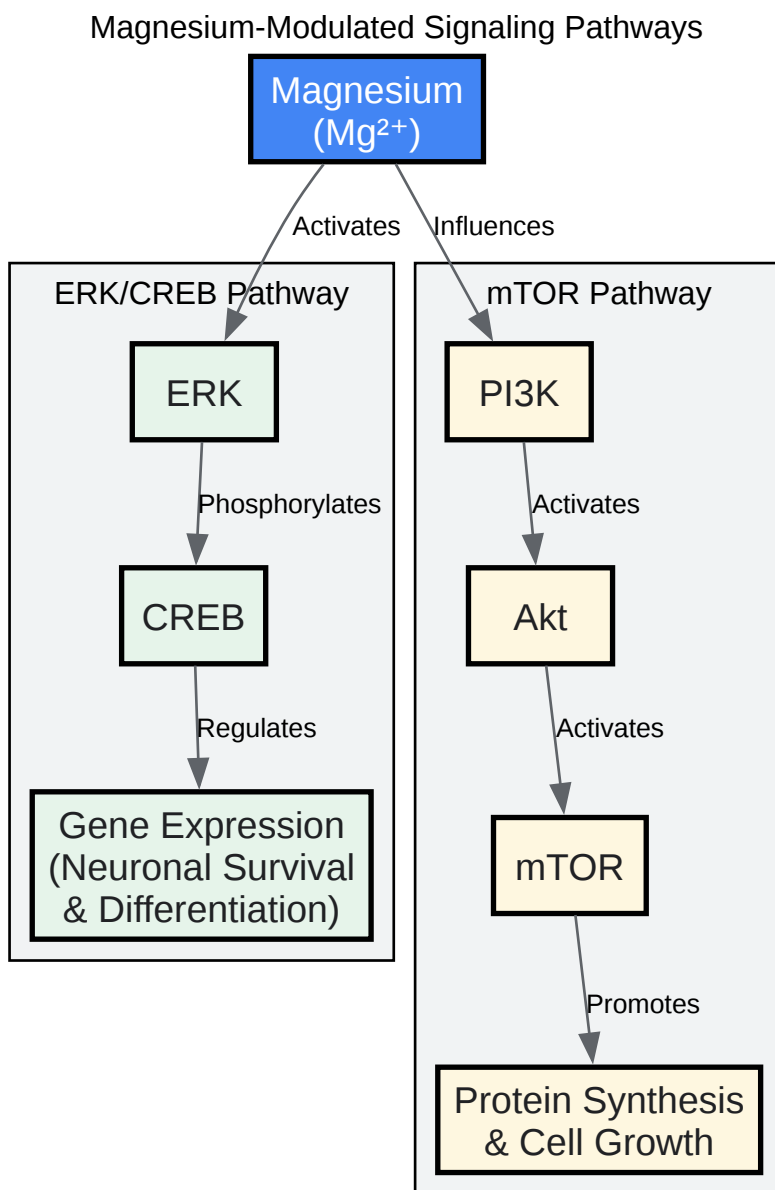 Magnesium-Modulated Signaling Pathways
Magnesium
(Mg²⁺)
Activates
Influences
ERK/CREB Pathway
ERK
Phosphorylates
CREB
Regulates
Gene Expression
(Neuronal Survival
& Differentiation)
mTOR Pathway
PI3K
Activates
Akt
Activates
mTOR
Promotes
Protein Synthesis
& Cell Growth